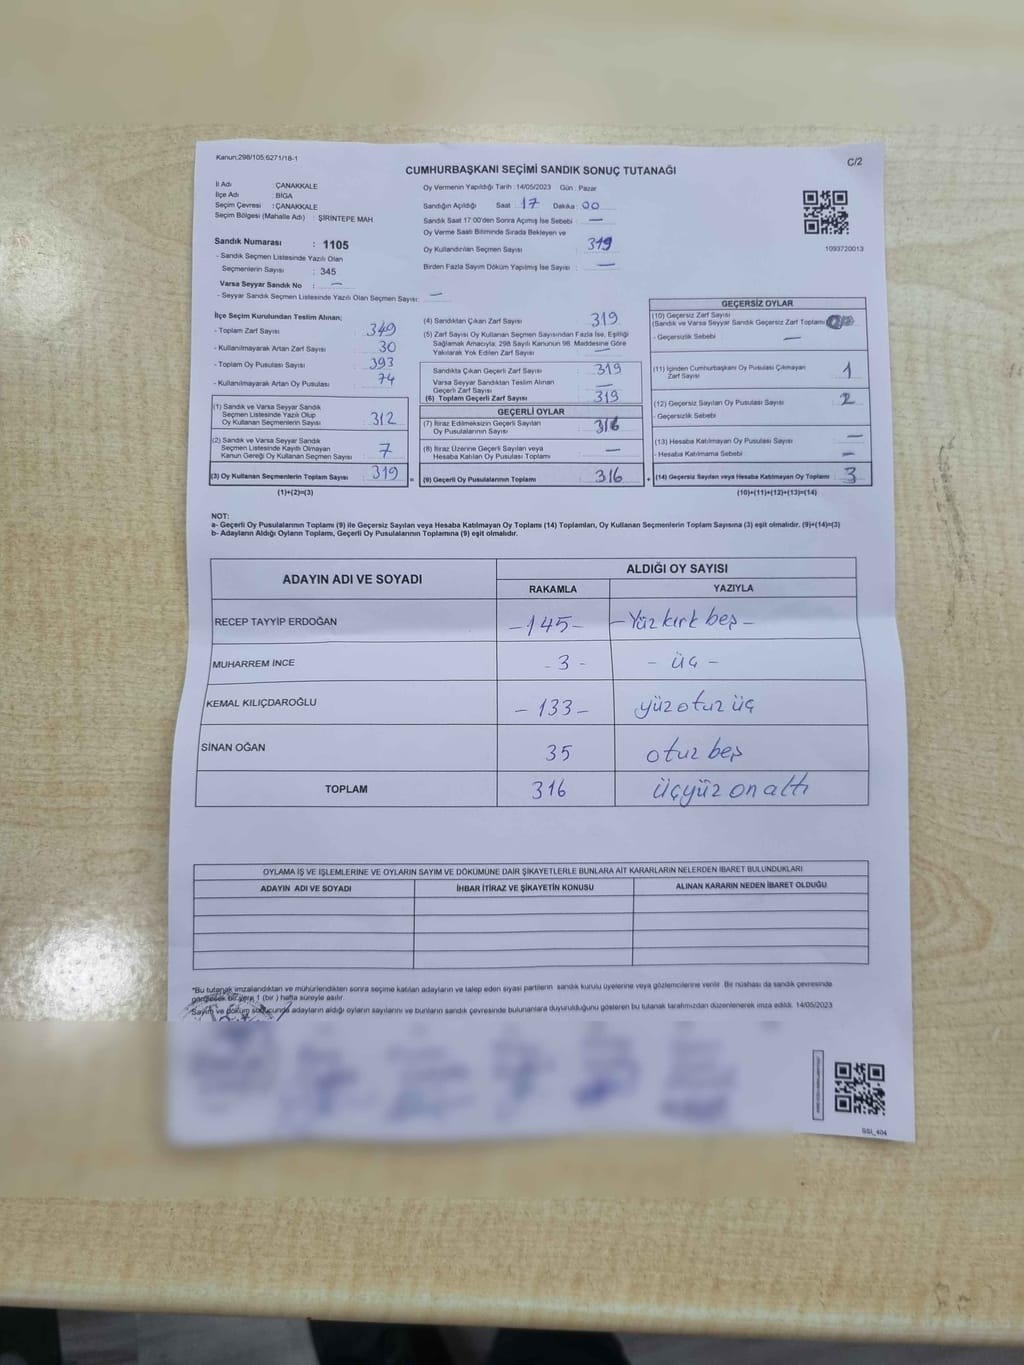 Kanun:298/105;6271/18-1
C/2
CUMHURBAŞKANI SEÇİMİ SANDIK SONUÇ TUTANAĞI
İl Adı : ÇANAKKALE
İlçe Adı : BİGA
Seçim Çevresi : ÇANAKKALE
Seçim Bölgesi (Mahalle Adı) : ŞİRİNTEPE MAH.
Sandık Numarası : 1105
- Sandık Seçmen Listesinde Yazılı Olan
Seçmenlerin Sayısı : 345
Varsa Seyyar Sandık No : —
- Seyyar Sandık Listesinde Yazılı Olan Seçmen Sayısı: —
Oy Vermenin Yapıldığı Tarih : 14/05/2023 Gün : Pazar
Sandığın Açıldığı Saat : 17 Dakika : 00
Sandık Saat 17:00'den Sonra Açımış İse Sebebi : —
Oy Verme Saati Bitiminde Sırada Bekleyen ve
Oy Kullandırılan Seçmen Sayısı : 319
Birden Fazla Sayım Döküm Yapılmış İse Sayısı : —
1093720013
İlçe Seçim Kurulundan Teslim Alınan;
- Toplam Zarf Sayısı 349
- Kullanılmayarak Artan Zarf Sayısı 30
- Toplam Oy Pusulası Sayısı 393
- Kullanılmayarak Artan Oy Pusulası 74
(1) Sandık ve Varsa Seyyar Sandık
Seçmen Listesinde Yazılı Olup
Oy Kullanan Seçmenlerin Sayısı 312
(2) Sandık ve Varsa Seyyar Sandık
Seçmen Listesinde Kayıtlı Olmayan
Kanun Gereği Oy Kullanan Seçmen Sayısı 7
(3) Oy Kullanan Seçmenlerin Toplam Sayısı 319
(1)+(2)=(3)
(4) Sandıktan Çıkan Zarf Sayısı 319
(5) Zarf Sayısı Oy Kullanan Seçmen Sayısından Fazla İse, Eşitliği
Sağlamak Amacıyla; 298 Sayılı Kanunun 98. Maddesine Göre
Yakılarak Yok Edilen Zarf Sayısı —
Sandıkta Çıkan Geçerli Zarf Sayısı 319
Varsa Seyyar Sandıktan Teslim Alınan
Geçerli Zarf Sayısı —
(6) Toplam Geçerli Zarf Sayısı 319
GEÇERLİ OYLAR
(7) İtiraz Edilmeksizin Geçerli Sayılan
Oy Pusulalarının Sayısı 316
(8) İtiraz Üzerine Geçerli Sayılan veya
Hesaba Katılan Oy Pusulası Toplamı —
= (9) Geçerli Oy Pusulalarının Toplamı 316
GEÇERSİZ OYLAR
(10) Geçersiz Zarf Sayısı
(Sandık ve Varsa Seyyar Sandık Geçersiz Zarf Toplamı)
- Geçersizlik Sebebi —
(11) İçinden Cumhurbaşkanı Oy Pusulası Çıkmayan
Zarf Sayısı 1
(12) Geçersiz Sayılan Oy Pusulası Sayısı 2
- Geçersizlik Sebebi
(13) Hesaba Katılmayan Oy Pusulası Sayısı —
- Hesaba Katılmama Sebebi —
+ (14) Geçersiz Sayılan veya Hesaba Katılmayan Oy Toplamı 3
(10)+(11)+(12)+(13)=(14)
NOT:
a- Geçerli Oy Pusulalarının Toplamı (9) ile Geçersiz Sayılan veya Hesaba Katılmayan Oy Toplamı (14) Toplamları, Oy Kullanan Seçmenlerin Toplam Sayısına (3) eşit olmalıdır. (9)+(14)=(3)
b- Adayların Aldığı Oyların Toplamı, Geçerli Oy Pusulalarının Toplamına (9) eşit olmalıdır.
ADAYIN ADI VE SOYADI ALDIĞI OY SAYISI
RAKAMLA YAZIYLA
RECEP TAYYİP ERDOĞAN –145– –Yüz kırk beş–
MUHARREM İNCE -3- –üç–
KEMAL KILIÇDAROĞLU –133– yüz otuz üç
SİNAN OĞAN 35 otuz beş
TOPLAM 316 üçyüz on altı
OYLAMA İŞ VE İŞLEMLERİNE VE OYLARIN SAYIM VE DÖKÜMÜNE DAİR ŞİKAYETLERLE BUNLARA AİT KARARLARIN NELERDEN İBARET BULUNDUKLARI
ADAYIN ADI VE SOYADI İHBAR İTİRAZ VE ŞİKAYETİN KONUSU ALINAN KARARIN NEDEN İBARET OLDUĞU
*Bu tutanak imzalandıktan ve mühürlendikten sonra seçime katılan adayların ve talep eden siyasi partilerin sandık kurulu üyelerine veya gözlemcilerine verilir. Bir nüshası da sandık çevresinde
görülecek bir yere 1 (bir ) hafta süreyle asılır.
Sayım ve döküm sonucunda adayların aldığı oyların sayılarını ve bunların sandık çevresinde bulunanlara duyurulduğunu gösteren bu tutanak tarafımızdan düzenlenerek imza edildi. 14/05/2023